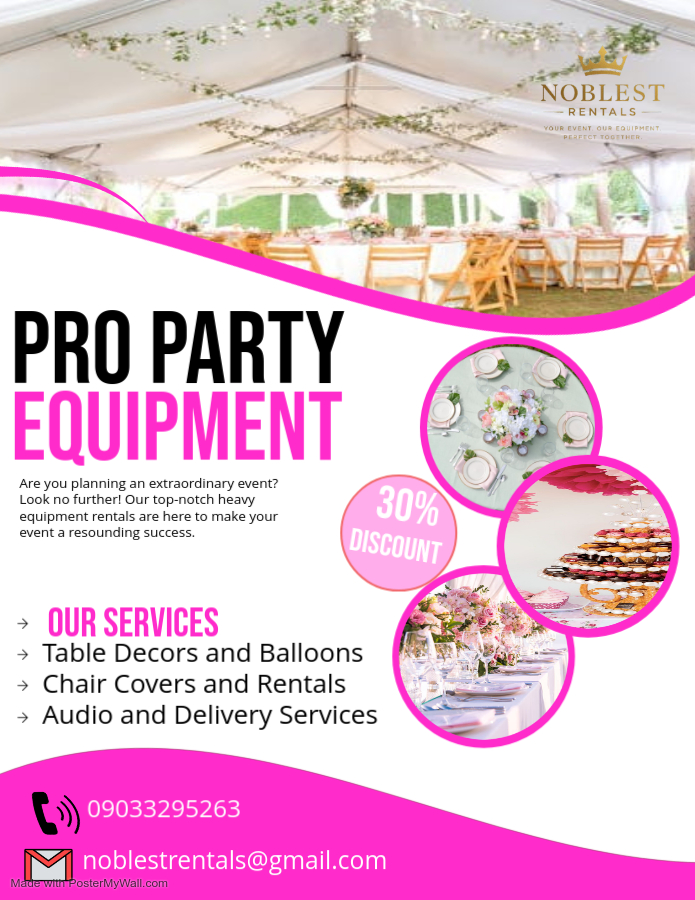 NOBLEST
RENTALS
YOUR EVENT, OUR EQUIPMENT
PERFECT TOGETHER
PRO PARTY
EQUIPMENT
Are you planning an extraordinary event?
Look no further! Our top-notch heavy
equipment rentals are here to make your
event a resounding success.
30%
DISCOUNT
OUR SERVICES
Table Decors and Balloons
Chair Covers and Rentals
Audio and Delivery Services
09033295263
noblestrentals@gmail.com
Made with PosterMyWall.com